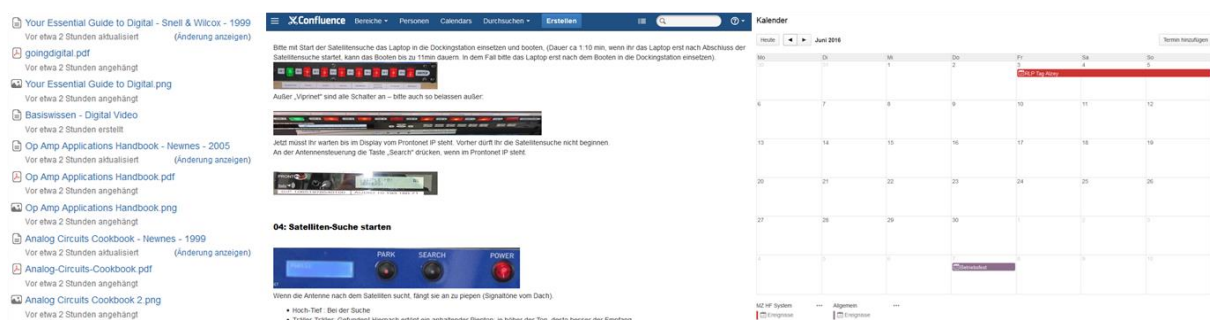 Your Essential Guide to Digital - Snell & Wilcox - 1999
Vor etwa 2 Stunden aktualisiert (Änderung anzeigen)
goingdigital.pdf
Vor etwa 2 Stunden angehängt
Your Essential Guide to Digital.png
Vor etwa 2 Stunden angehängt
Basiswissen - Digital Video
Vor etwa 2 Stunden erstellt
Op Amp Applications Handbook - Newnes - 2005
Vor etwa 2 Stunden aktualisiert (Änderung anzeigen)
Op Amp Applications Handbook.pdf
Vor etwa 2 Stunden angehängt
Op Amp Applications Handbook.png
Vor etwa 2 Stunden angehängt
Analog Circuits Cookbook - Newnes - 1999
Vor etwa 2 Stunden aktualisiert (Änderung anzeigen)
Analog-Circuits-Cookbook.pdf
Vor etwa 2 Stunden angehängt
Analog Circuits Cookbook 2.png
Vor etwa 2 Stunden angehängt
Confluence Bereiche Personen Calendars Durchsuchen Erstellen
Bitte mit Start der Satellitensuche das Laptop in die Dockingstation einsetzen und booten, (Dauer ca 1:10 min, wenn ihr das Laptop erst nach Abschluss der
Satellitensuche startet, kann das Booten bis zu 11min dauern. In dem Fall bitte das Laptop erst nach dem Booten in die Dockingstation einsetzen).
Außer „Viprinet" sind alle Schalter an – bitte auch so belassen außer:
Jetzt müsst Ihr warten bis im Display vom Prontonet IP steht. Vorher dürft Ihr die Satellitensuche nicht beginnen.
An der Antennensteuerung die Taste „Search" drücken, wenn im Prontonet IP steht.
04: Satelliten-Suche starten
PARK SEARCH POWER
Wenn die Antenne nach dem Satelliten sucht, fängt sie an zu piepen (Signaltöne vom Dach).
Hoch-Tief : Bei der Suche
Kalender
Heute Juni 2016 Termin hinzufügen
Mo Di Mi Do Fr Sa So
30 31 1 2 3 4 5
RLP Tag Alzey
6 7 8 9 10 11 12
13 14 15 16 17 18 19
20 21 22 23 24 25 26
27 28 29 30 1 2 3
4 5 6 7 8 9 10
MZ HF System Allgemein
Ereignisse Ereignisse